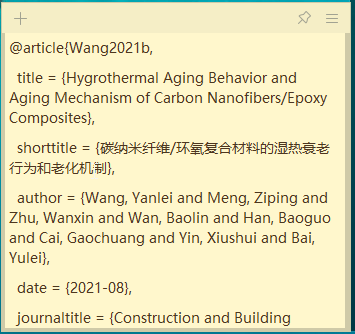 @article{Wang2021b,
title = {Hygrothermal Aging Behavior and
Aging Mechanism of Carbon Nanofibers/Epoxy
Composites},
shorttitle = {碳纳米纤维/环氧复合材料的湿热衰老
行为和老化机制},
author = {Wang, Yanlei and Meng, Ziping and
Zhu, Wanxin and Wan, Baolin and Han, Baoguo
and Cai, Gaochuang and Yin, Xiushui and Bai,
Yulei},
date = {2021-08},
journaltitle = {Construction and Building